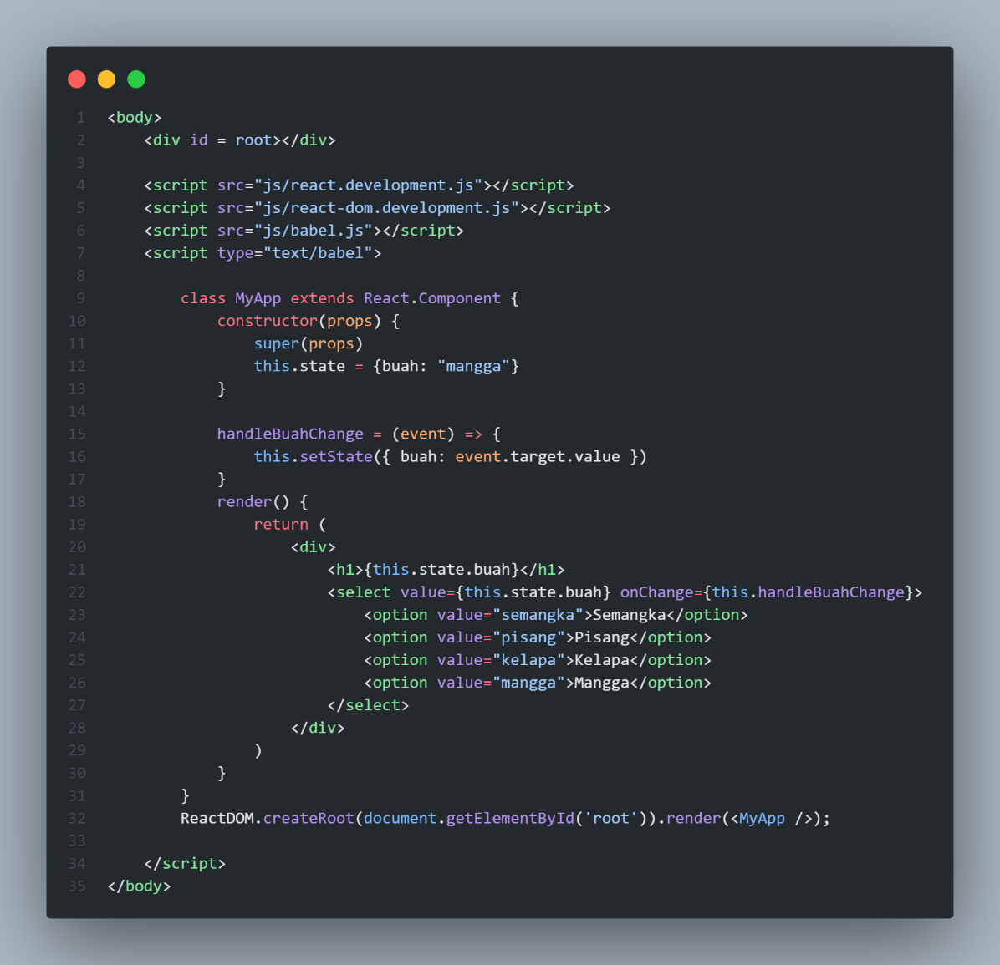 1 <body>
2     <div id = root></div>
3
4     <script src="js/react.development.js"></script>
5     <script src="js/react-dom.development.js"></script>
6     <script src="js/babel.js"></script>
7     <script type="text/babel">
8
9         class MyApp extends React.Component {
10             constructor(props) {
11                 super(props)
12                 this.state = {buah: "mangga"}
13             }
14
15             handleBuahChange = (event) => {
16                 this.setState({ buah: event.target.value })
17             }
18             render() {
19                 return (
20                     <div>
21                         <h1>{this.state.buah}</h1>
22                         <select value={this.state.buah} onChange={this.handleBuahChange}>
23                             <option value="semangka">Semangka</option>
24                             <option value="pisang">Pisang</option>
25                             <option value="kelapa">Kelapa</option>
26                             <option value="mangga">Mangga</option>
27                         </select>
28                     </div>
29                 )
30             }
31         }
32         ReactDOM.createRoot(document.getElementById('root')).render(<MyApp />);
33
34     </script>
35 </body>